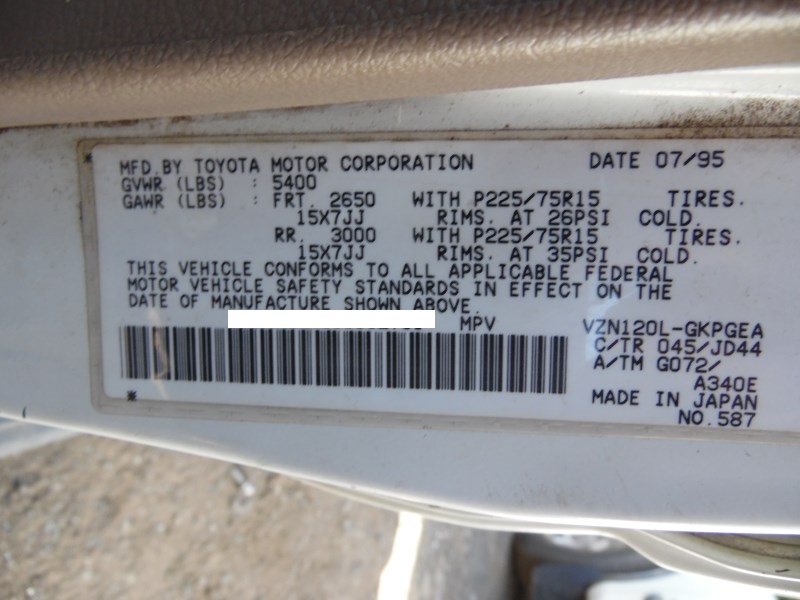 MFD.BY TOYOTA MOTOR CORPORATION DATE 07/95
GVWR (LBS) : 5400
GAWR (LBS) : FRT. 2650 WITH P225/75R15 TIRES.
15X7JJ RIMS. AT 26PSI COLD.
RR. 3000 WITH P225/75R15 TIRES.
15X7JJ RIMS. AT 35PSI COLD.
THIS VEHICLE CONFORMS TO ALL APPLICABLE FEDERAL
MOTOR VEHICLE SAFETY STANDARDS IN EFFECT ON THE
DATE OF MANUFACTURE SHOWN ABOVE.
MPV VZN120L-GKPGEA
C/TR 045/JD44
A/TM G072/
A340E
MADE IN JAPAN
NO.587